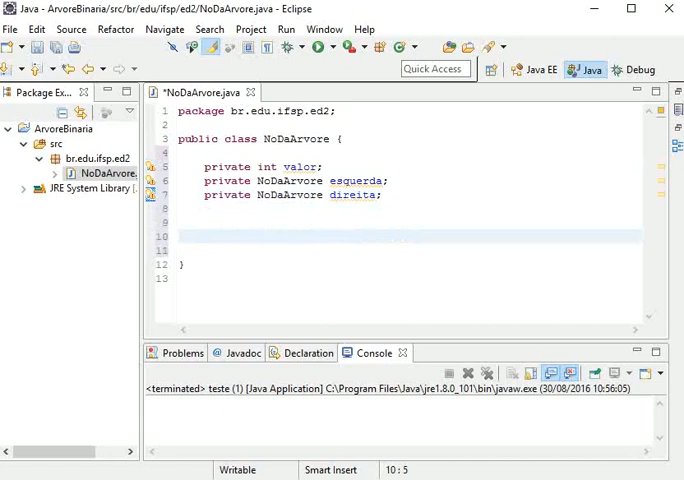 Java - ArvoreBinaria/src/br/edu/ifsp/ed2/NoDaArvore.java - Eclipse
File Edit Source Refactor Navigate Search Project Run Window Help
Quick Access
Java EE
Java
Debug
Package Ex...
*NoDaArvore.java
ArvoreBinaria
src
br.edu.ifsp.ed2
NoDaArvore.
JRE System Library [
1 package br.edu.ifsp.ed2;
2
3 public class NoDaArvore {
4
5 private int valor;
6 private NoDaArvore esquerda;
7 private NoDaArvore direita;
8
9
10
11
12 }
13
Problems @ Javadoc Declaration Console
<terminated> teste (1) [Java Application] C:\Program Files\Java\jre1.8.0_101\bin\javaw.exe (30/08/2016 10:56:05)
Writable Smart Insert 10 : 5